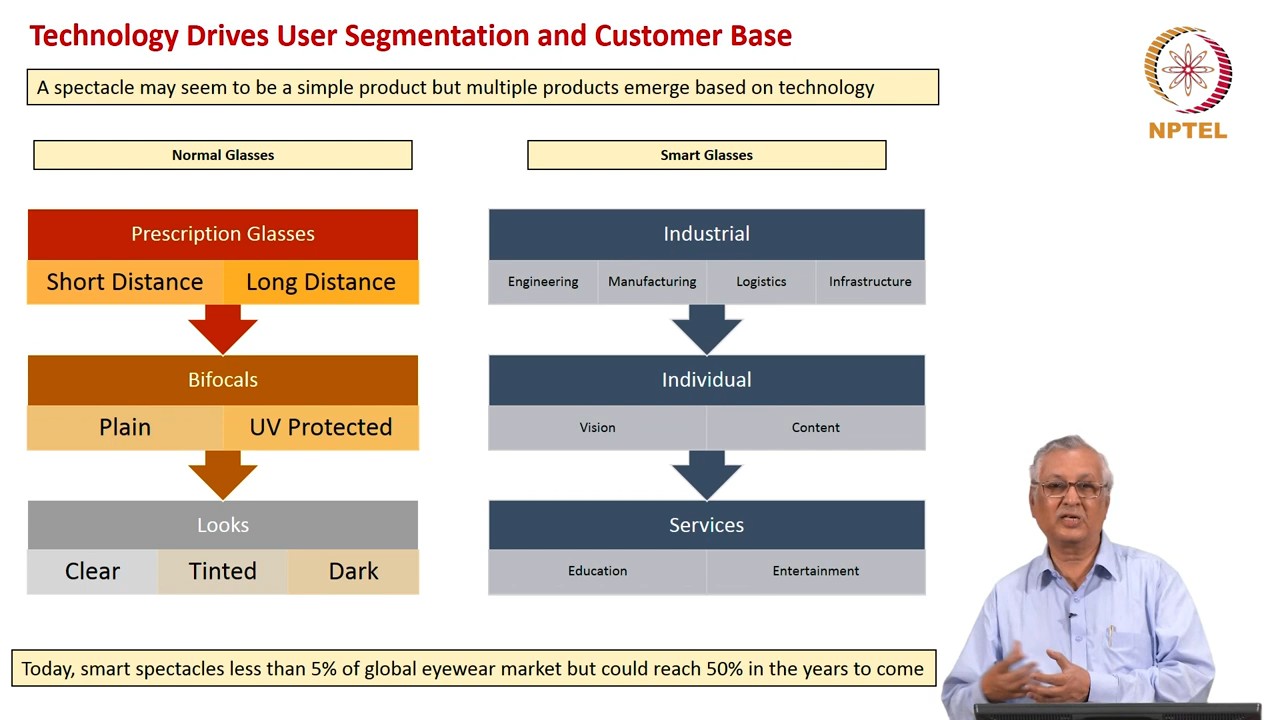 Technology Drives User Segmentation and Customer Base
A spectacle may seem to be a simple product but multiple products emerge based on technology
NPTEL
Normal Glasses
Smart Glasses
Prescription Glasses
Short Distance
Long Distance
Bifocals
Plain
UV Protected
Looks
Clear
Tinted
Dark
Industrial
Engineering
Manufacturing
Logistics
Infrastructure
Individual
Vision
Content
Services
Education
Entertainment
Today, smart spectacles less than 5% of global eyewear market but could reach 50% in the years to come